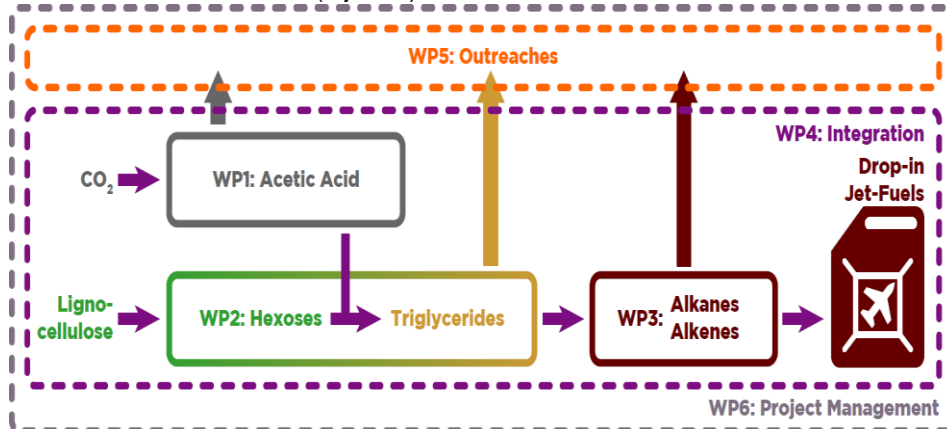 WP5: Outreaches
WP4: Integration
Drop-in
Jet-Fuels
CO₂
WP1: Acetic Acid
Ligno-
cellulose
WP2: Hexoses
Triglycerides
WP3: Alkanes
Alkenes
WP6: Project Management